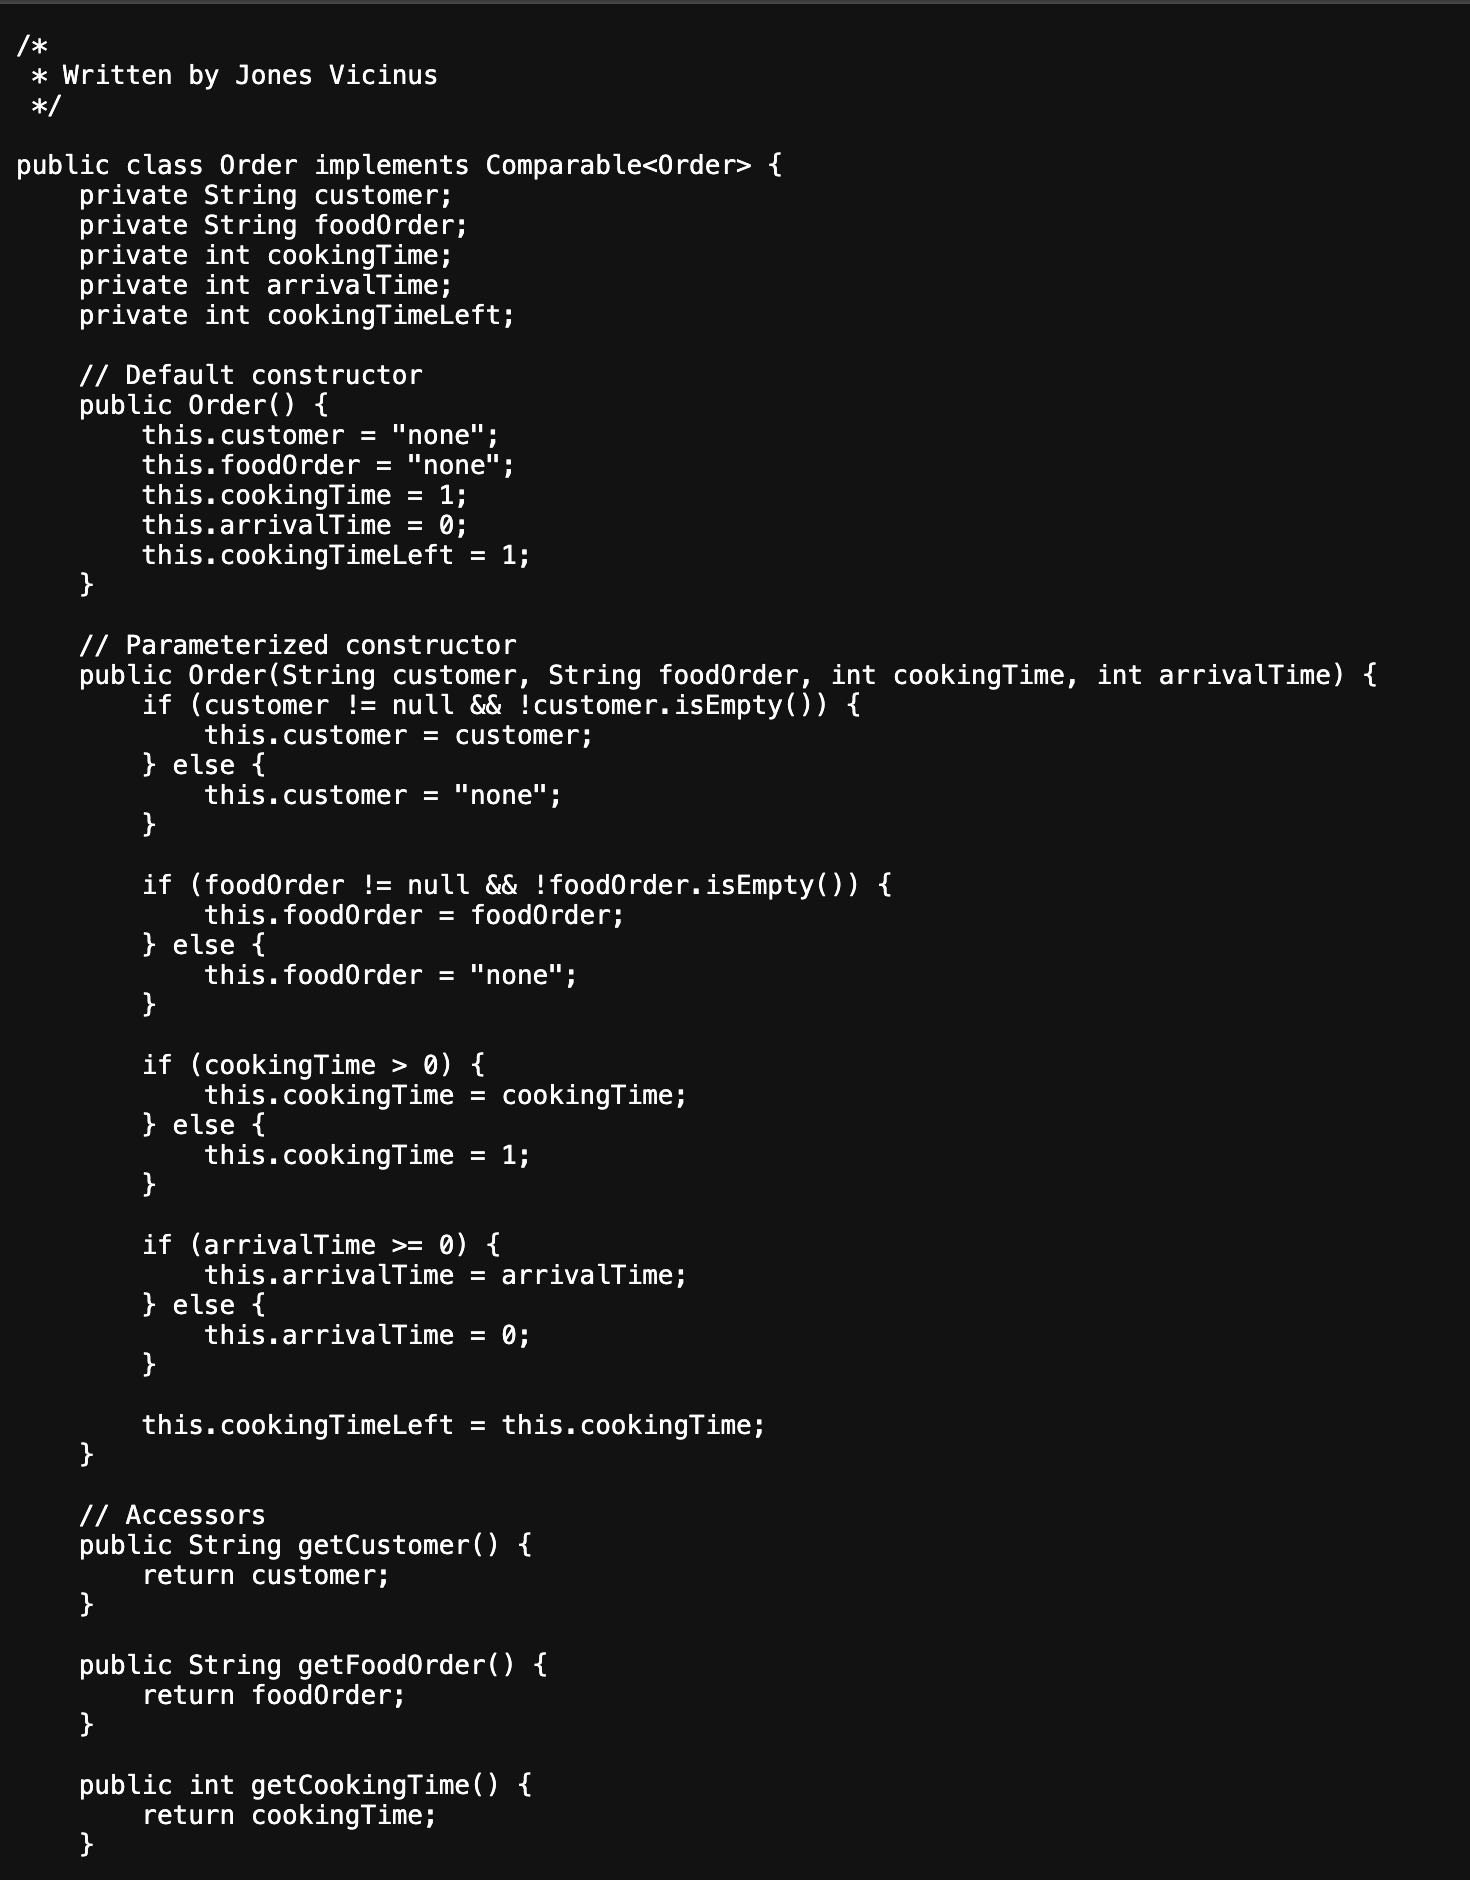 /*
 * Written by Jones Vicinus
 */
public class Order implements Comparable<Order> {
    private String customer;
    private String foodOrder;
    private int cookingTime;
    private int arrivalTime;
    private int cookingTimeLeft;
    // Default constructor
    public Order() {
        this.customer = "none";
        this.foodOrder = "none";
        this.cookingTime = 1;
        this.arrivalTime = 0;
        this.cookingTimeLeft = 1;
    }
    // Parameterized constructor
    public Order(String customer, String foodOrder, int cookingTime, int arrivalTime) {
        if (customer != null && !customer.isEmpty()) {
            this.customer = customer;
        } else {
            this.customer = "none";
        }
        if (foodOrder != null && !foodOrder.isEmpty()) {
            this.foodOrder = foodOrder;
        } else {
            this.foodOrder = "none";
        }
        if (cookingTime > 0) {
            this.cookingTime = cookingTime;
        } else {
            this.cookingTime = 1;
        }
        if (arrivalTime >= 0) {
            this.arrivalTime = arrivalTime;
        } else {
            this.arrivalTime = 0;
        }
        this.cookingTimeLeft = this.cookingTime;
    }
    // Accessors
    public String getCustomer() {
        return customer;
    }
    public String getFoodOrder() {
        return foodOrder;
    }
    public int getCookingTime() {
        return cookingTime;
    }